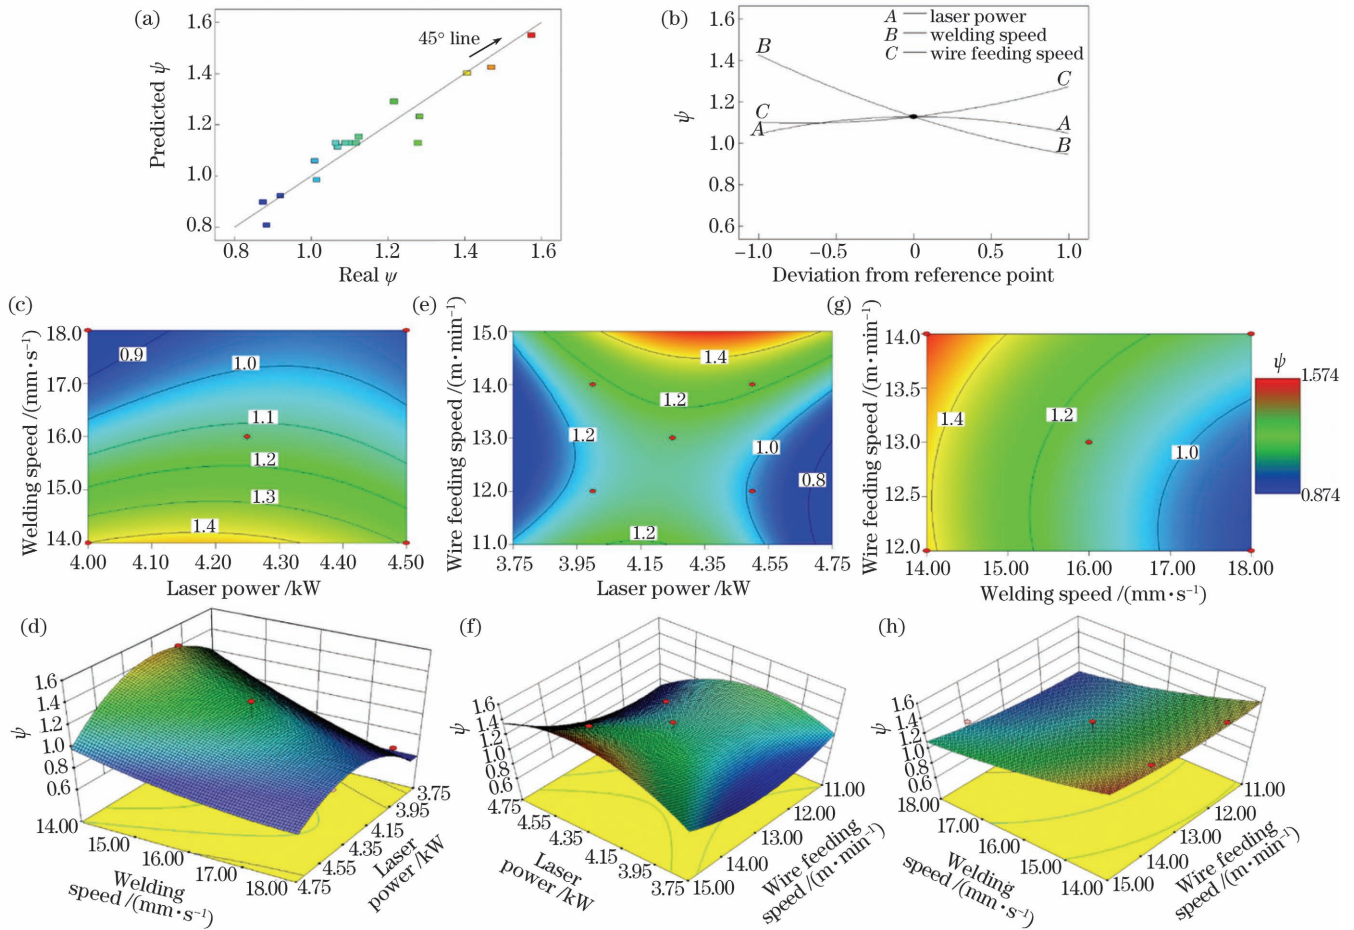 (a)
Predicted ψ
1.6
1.4
1.2
1.0
0.8
45° line
0.8
1.0
1.2
1.4
1.6
Real ψ
(b)
ψ
1.6
1.4
1.2
1.0
0.8
0.6
A laser power
B welding speed
C wire feeding speed
B
C
A
C
A
B
-1.0
-0.5
0
0.5
1.0
Deviation from reference point
(c)
Welding speed /(mm·s⁻¹)
18.0
17.0
16.0
15.0
14.0
0.9
1.0
1.1
1.2
1.3
1.4
4.00
4.10
4.20
4.30
4.40
4.50
Laser power /kW
(e)
Wire feeding speed /(m·min⁻¹)
15.0
14.0
13.0
12.0
11.0
1.4
1.2
1.2
1.0
0.8
1.2
3.75
3.95
4.15
4.35
4.55
4.75
Laser power /kW
(g)
Wire feeding speed /(m·min⁻¹)
14.0
13.5
13.0
12.5
12.0
1.4
1.2
1.0
14.00
15.00
16.00
17.00
18.00
Welding speed /(mm·s⁻¹)
ψ
1.574
0.874
(d)
ψ
1.6
1.4
1.2
1.0
0.8
0.6
14.00
15.00
16.00
17.00
18.00
Welding
speed /(mm·s⁻¹)
3.75
3.95
4.15
4.35
4.55
4.75
Laser
power /kW
(f)
ψ
1.6
1.4
1.2
1.0
0.8
0.6
4.75
4.55
4.35
4.15
3.95
3.75
Laser
power /kW
11.00
12.00
13.00
14.00
15.00
Wire feeding
speed /(m·min⁻¹)
(h)
ψ
1.6
1.4
1.2
1.0
0.8
0.6
18.00
17.00
16.00
15.00
14.00
Welding
speed /(mm·s⁻¹)
11.00
12.00
13.00
14.00
15.00
Wire feeding
speed /(m·min⁻¹)